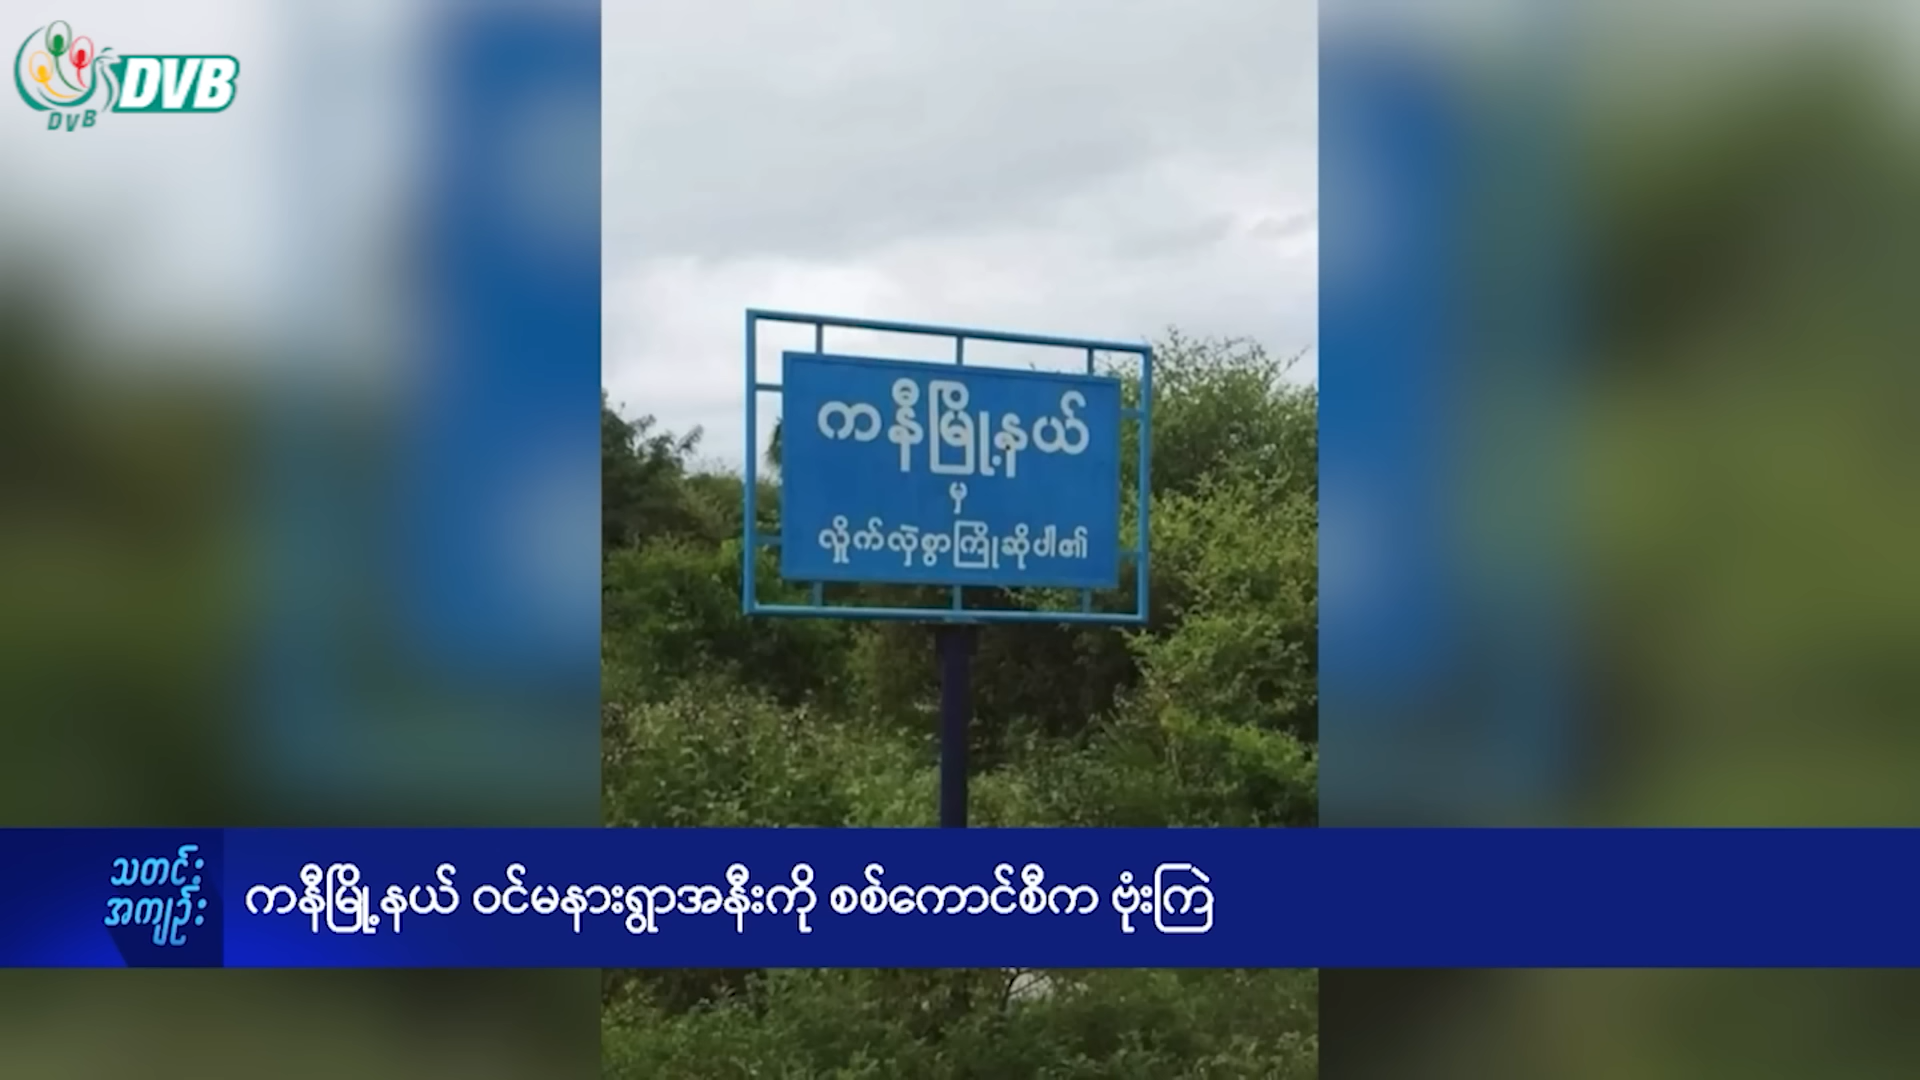 DVB
DVB
ကနီမြို့နယ်
မှ
လှိုက်လှဲစွာကြိုဆိုပါ၏
သတင်း
အကျဉ်း
ကနီမြို့နယ် ဝင်မနားရွာအနီးကို စစ်ကောင်စီက ဗုံးကြဲ